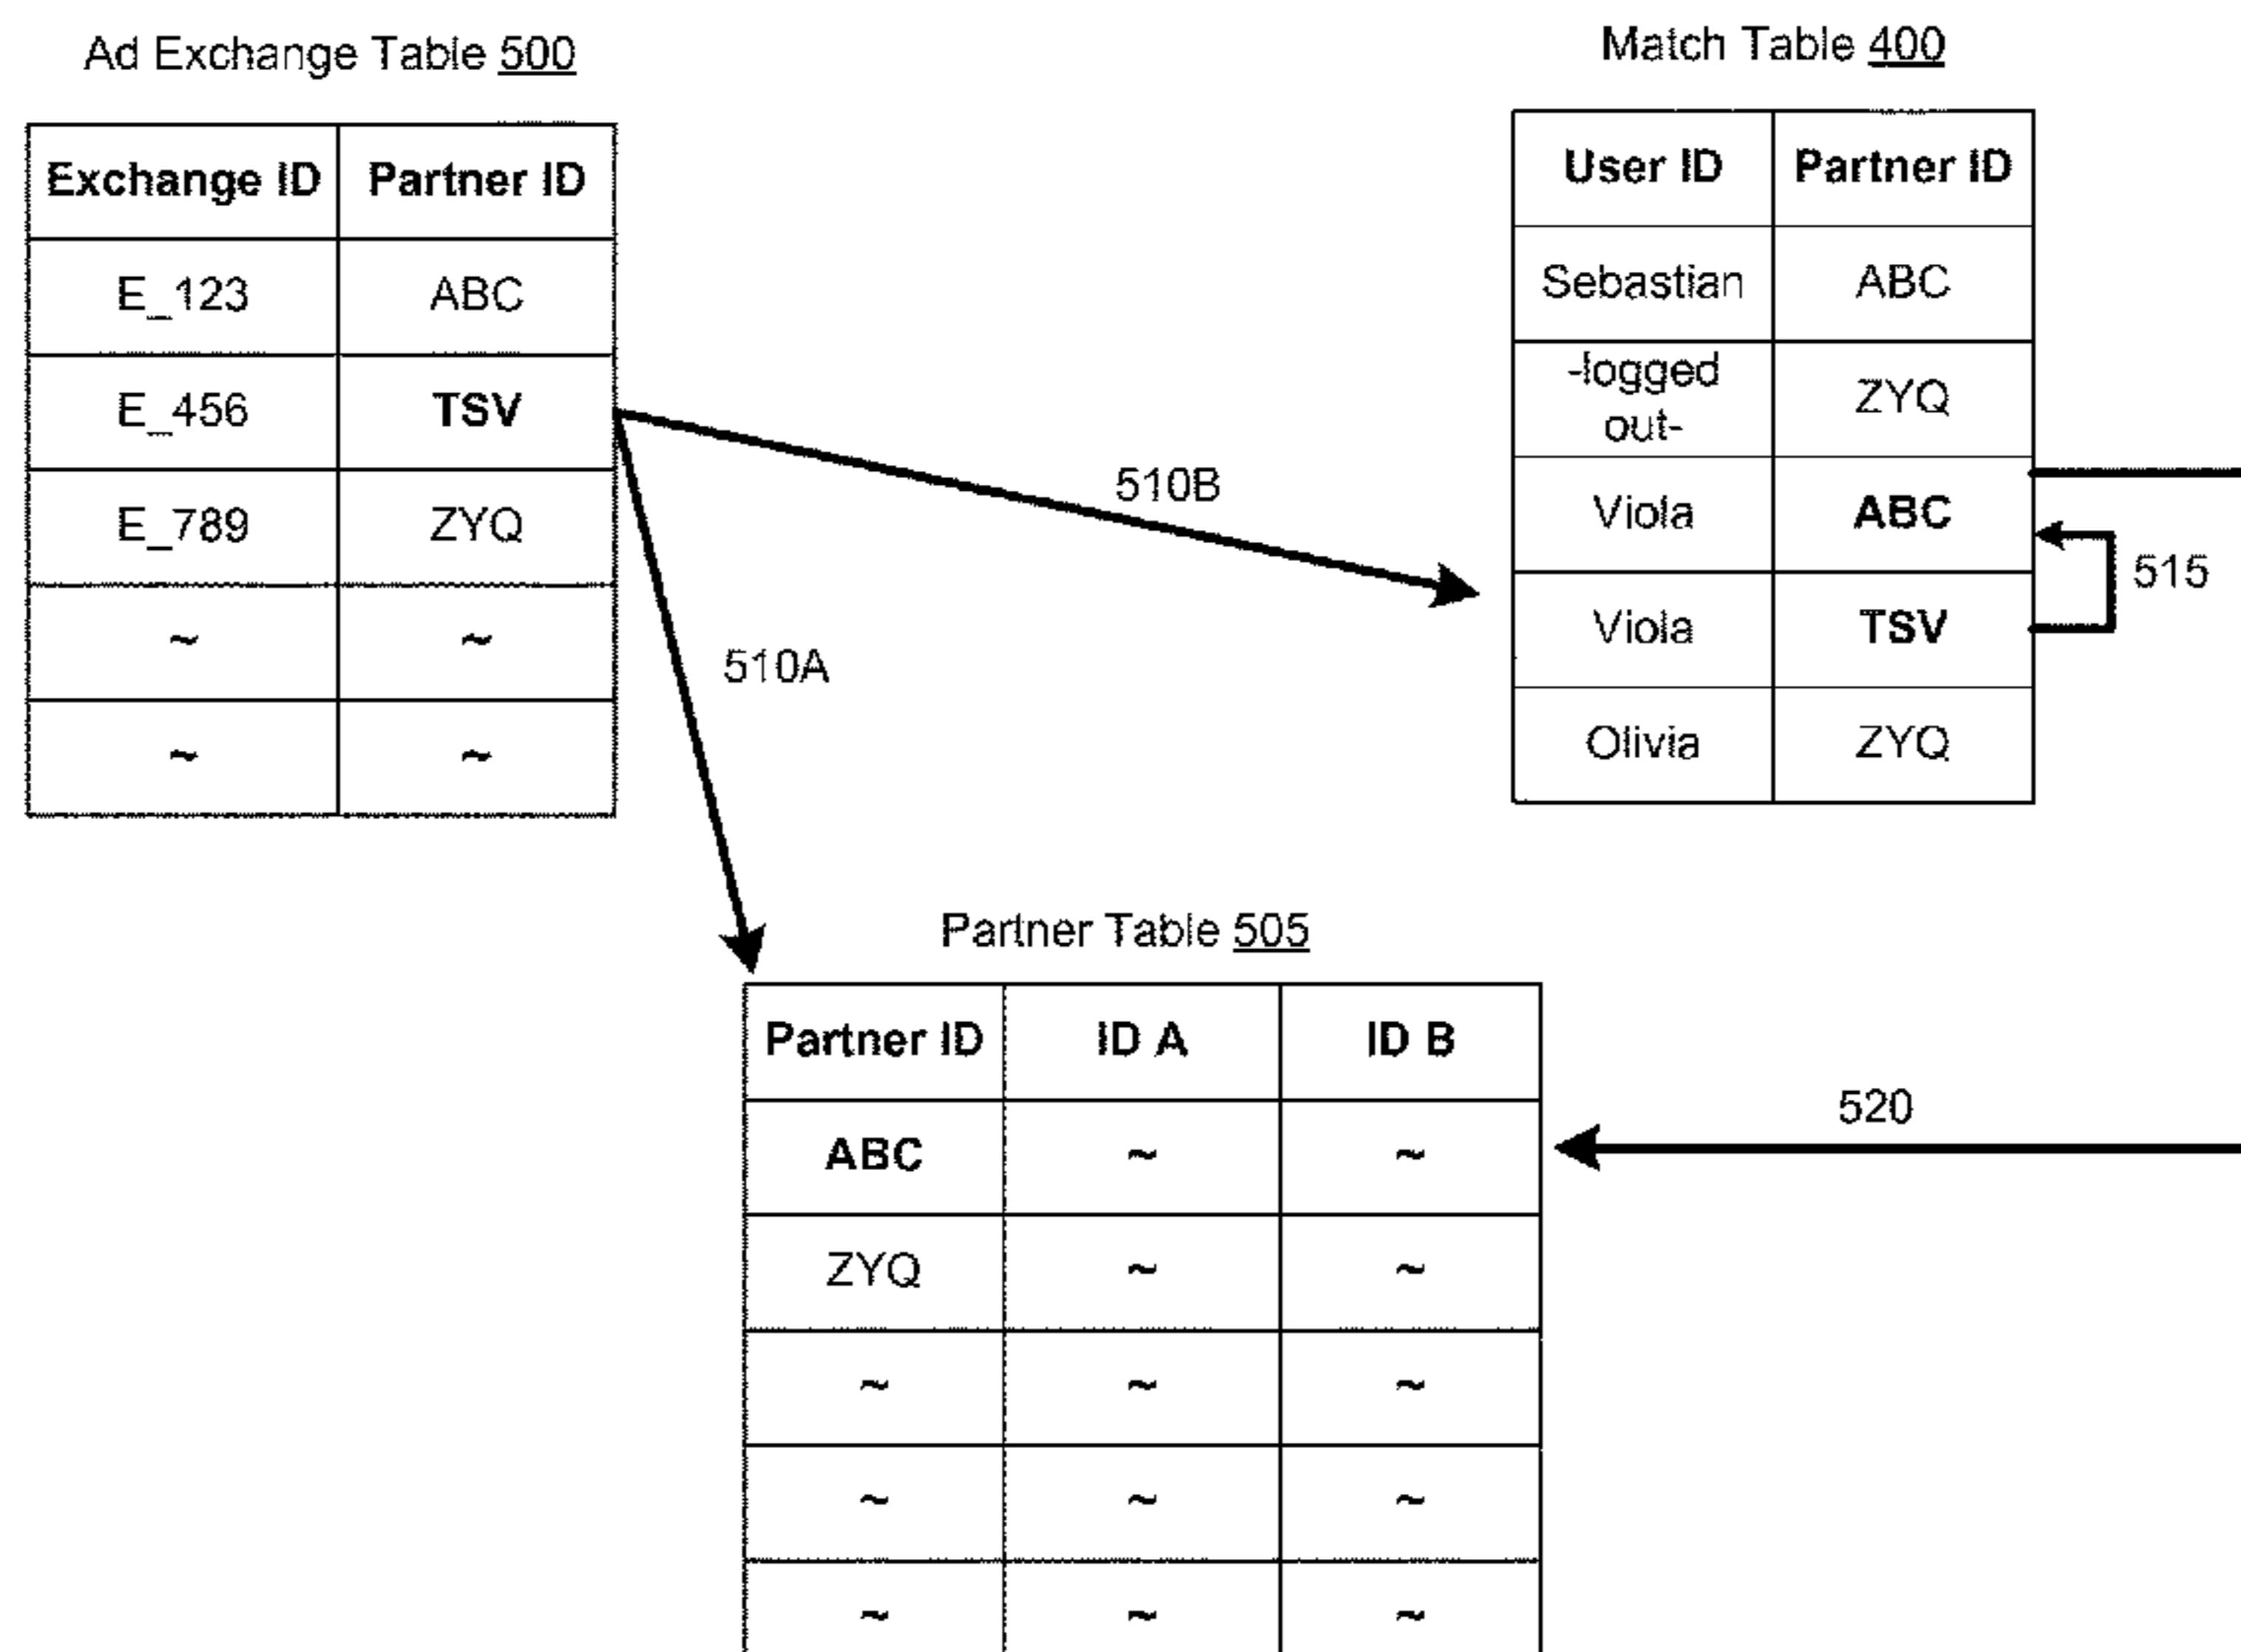 Ad Exchange Table 500
Exchange ID Partner ID
E_123 ABC
E_456 TSV
E_789 ZYQ
~ ~
~ ~
Match Table 400
User ID Partner ID
Sebastian ABC
-logged out- ZYQ
Viola ABC
Viola TSV
Olivia ZYQ
510B
515
510A
Partner Table 505
Partner ID ID A ID B
ABC ~ ~
ZYQ ~ ~
~ ~ ~
~ ~ ~
~ ~ ~
520